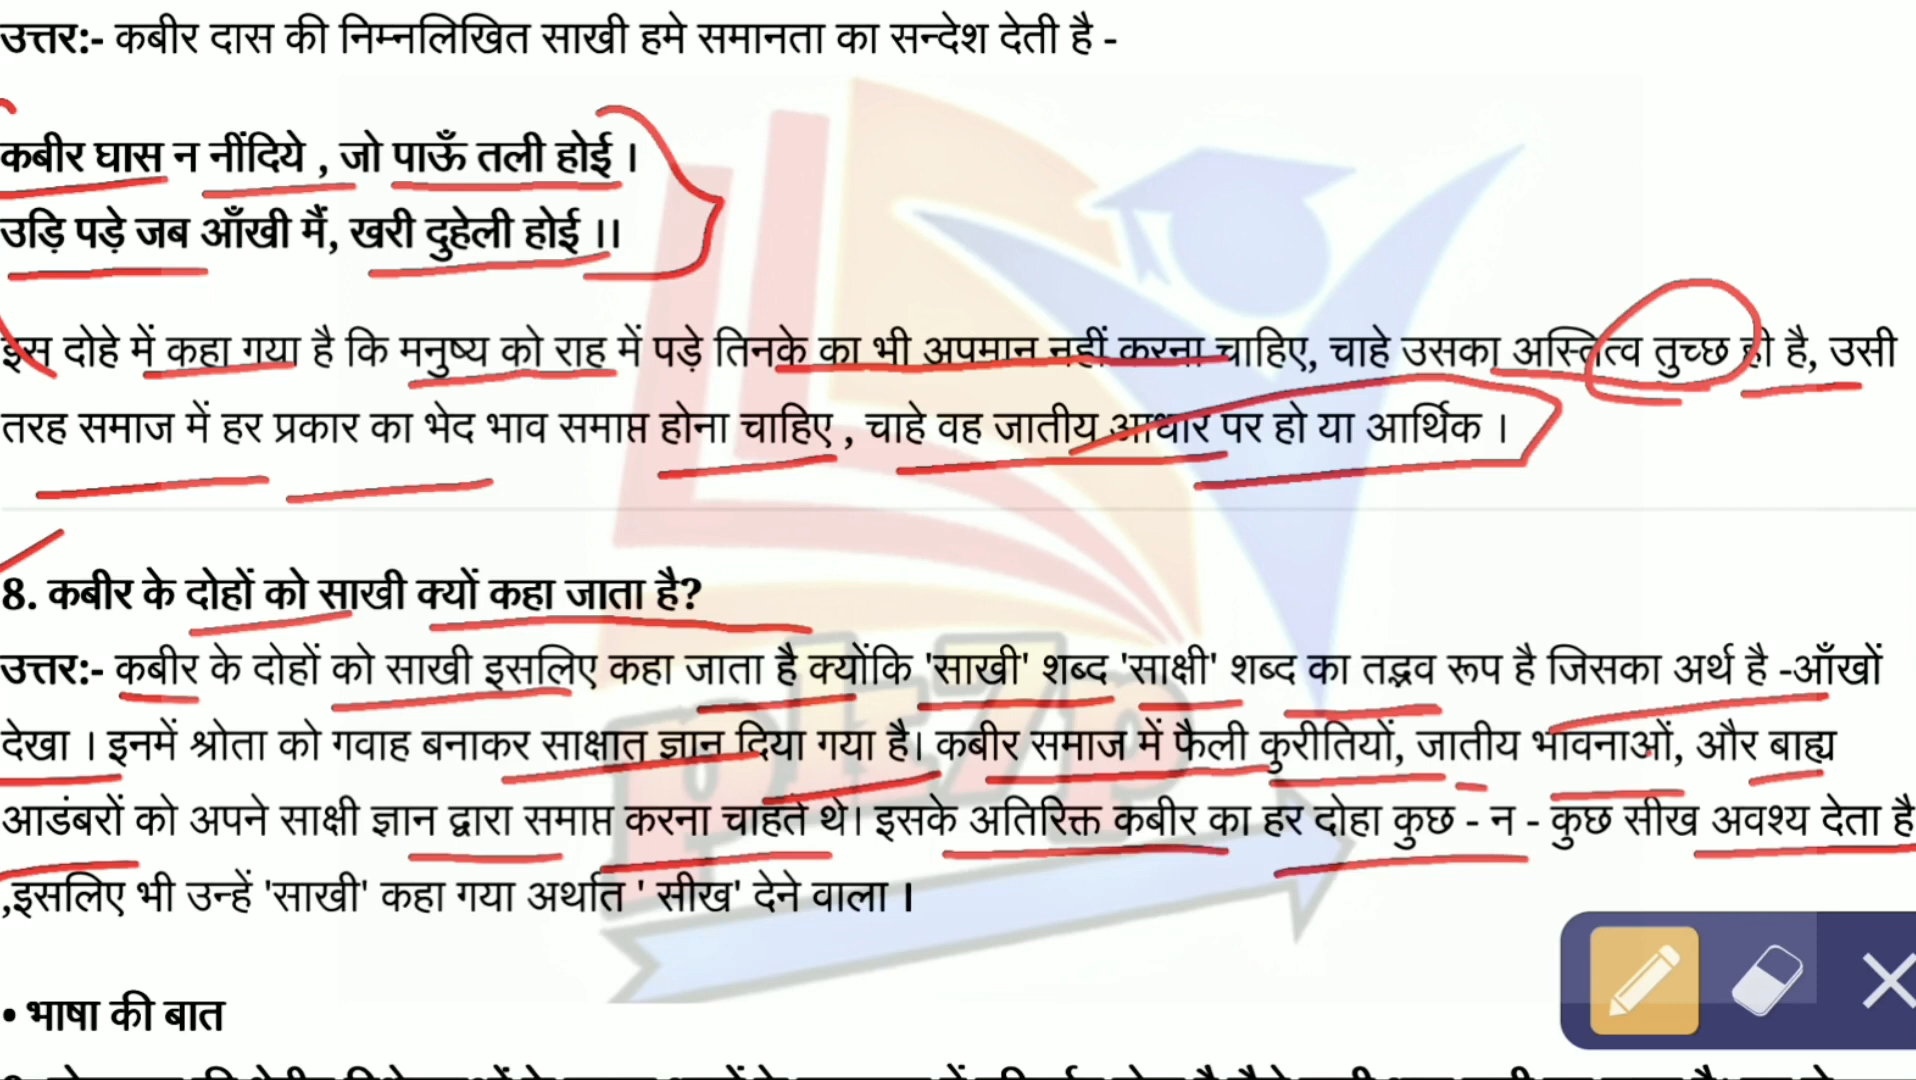 उत्तर:- कबीर दास की निम्नलिखित साखी हमे समानता का सन्देश देती है -
कबीर घास न नींदिये , जो पाऊँ तली होई ।
उड़ि पड़े जब आँखी मैं, खरी दुहेली होई ।।
इस दोहे में कहा गया है कि मनुष्य को राह में पड़े तिनके का भी अपमान नहीं करना चाहिए, चाहे उसका अस्तित्व तुच्छ ही है, उसी
तरह समाज में हर प्रकार का भेद भाव समाप्त होना चाहिए , चाहे वह जातीय आधार पर हो या आर्थिक ।
8. कबीर के दोहों को साखी क्यों कहा जाता है?
उत्तर:- कबीर के दोहों को साखी इसलिए कहा जाता है क्योंकि 'साखी' शब्द 'साक्षी' शब्द का तद्भव रूप है जिसका अर्थ है -आँखों
देखा । इनमें श्रोता को गवाह बनाकर साक्षात ज्ञान दिया गया है। कबीर समाज में फैली कुरीतियों, जातीय भावनाओं, और बाह्य
आडंबरों को अपने साक्षी ज्ञान द्वारा समाप्त करना चाहते थे। इसके अतिरिक्त कबीर का हर दोहा कुछ - न - कुछ सीख अवश्य देता है
,इसलिए भी उन्हें 'साखी' कहा गया अर्थात ' सीख' देने वाला ।
• भाषा की बात